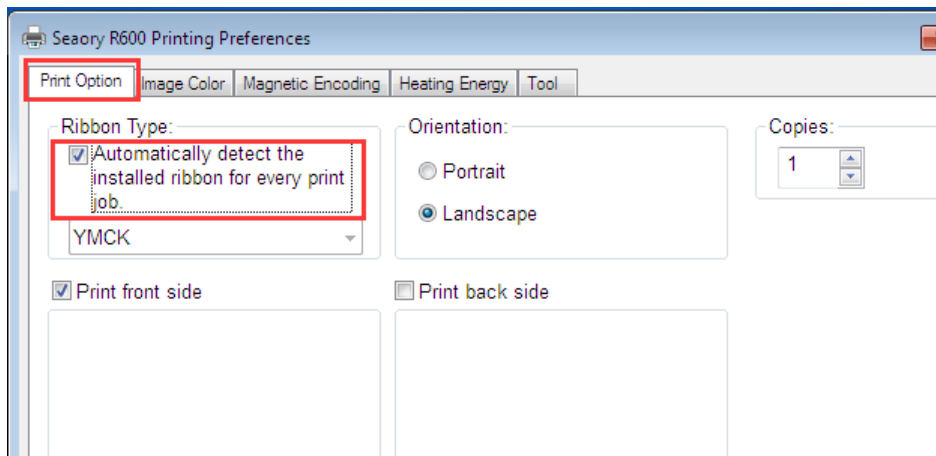 Seaory R600 Printing Preferences
Print Option Image Color Magnetic Encoding Heating Energy Tool
Ribbon Type:
Automatically detect the
installed ribbon for every print
job.
YMCK
Orientation:
Portrait
Landscape
Copies:
1
Print front side
Print back side